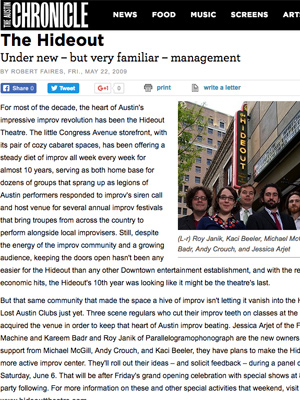 THE AUSTIN
CHRONICLE
NEWS FOOD MUSIC SCREENS ART
The Hideout
Under new – but very familiar – management
BY ROBERT FAIRES, FRI., MAY 22, 2009
Share 0 Tweet G+ 0 print write a letter
For most of the decade, the heart of Austin's
impressive improv revolution has been the Hideout
Theatre. The little Congress Avenue storefront, with
its pair of cozy cabaret spaces, has been offering a
steady diet of improv all week every week for
almost 10 years, serving as both home base for
dozens of groups that sprang up as legions of
Austin performers responded to improv's siren call
and host venue for several annual improv festivals
that bring troupes from across the country to
perform alongside local improvisers. Still, despite
the energy of the improv community and a growing
audience, keeping the doors open hasn't been any
easier for the Hideout than any other Downtown entertainment establishment, and with the re
economic hits, the Hideout's 10th year was looking like it might be the theatre's last.
HIDEOUT
(l-r) Roy Janik, Kaci Beeler, Michael McG
Badr, Andy Crouch, and Jessica Arjet
But that same community that made the space a hive of improv isn't letting it vanish into the H
Lost Austin Clubs just yet. Three scene regulars who cut their improv teeth on classes at the
acquired the venue in order to keep that heart of Austin improv beating. Jessica Arjet of the F
Machine and Kareem Badr and Roy Janik of Parallelogramophonograph are the new owners
support from Michael McGill, Andy Crouch, and Kaci Beeler, they have plans to make the Hid
more active improv center. They'll roll out their ideas – and solicit feedback – during a panel d
Saturday, June 6. That will be after Friday's grand opening celebration with special shows at 8
party following. For more information on these and other special activities that weekend, visit